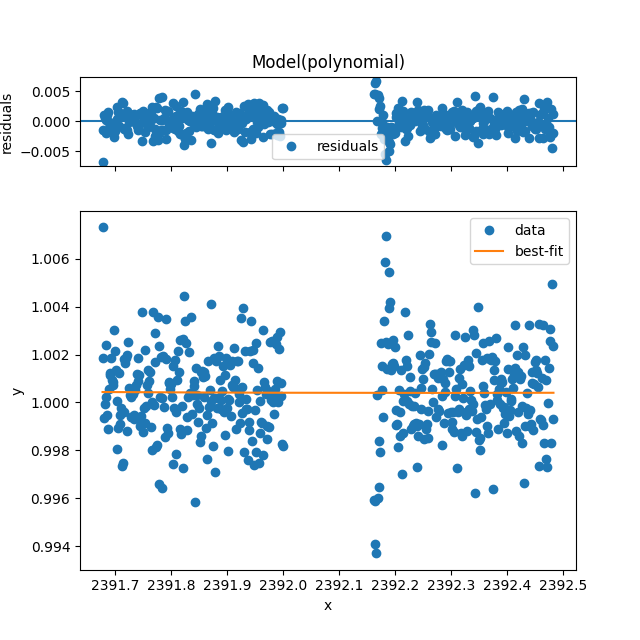 Model(polynomial)
residuals
0.005
0.000
−0.005
residuals
y
1.006
1.004
1.002
1.000
0.998
0.996
0.994
data
best-fit
2391.7 2391.8 2391.9 2392.0 2392.1 2392.2 2392.3 2392.4 2392.5
x